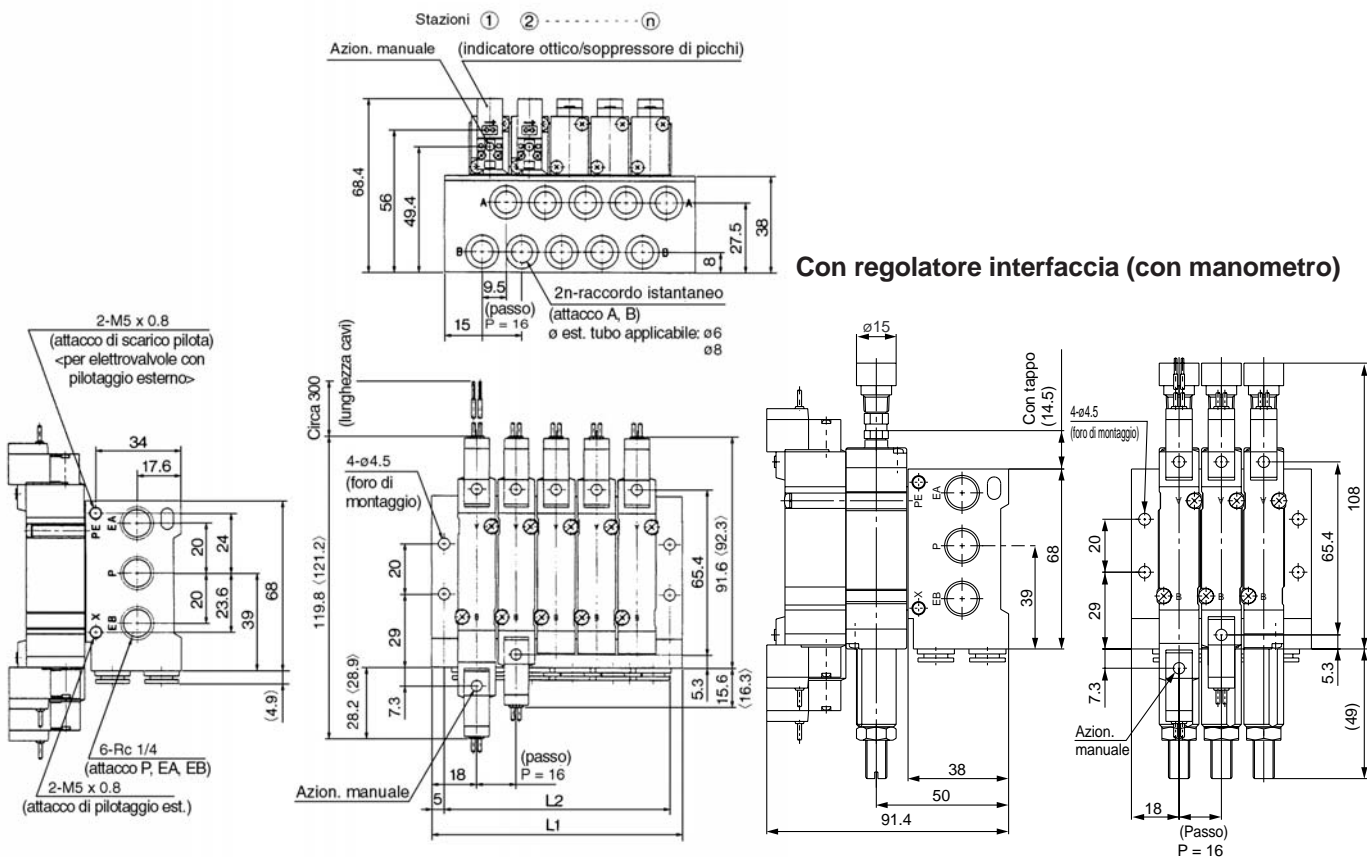 Stazioni 1 2 - - - - - - - - - - n
Azion. manuale
(indicatore ottico/soppressore di picchi)
68.4
56
49.4
A
A
B
B
38
27.5
8
9.5
(passo)
P = 16
15
2n-raccordo istantaneo
(attacco A, B)
ø est. tubo applicabile: ø6
ø8
Con regolatore interfaccia (con manometro)
2-M5 x 0.8
(attacco di scarico pilota)
<per elettrovalvole con
pilotaggio esterno>
34
17.6
PE
EA
P
X
EB
20
24
20
23.6
39
68
(4.9)
6-Rc 1/4
(attacco P, EA, EB)
2-M5 x 0.8
(attacco di pilotaggio est.)
Circa 300
(lunghezza cavi)
4-ø4.5
(foro di
montaggio)
119.8 (121.2)
20
29
28.2 (28.9)
7.3
65.4
91.6 (92.3)
5.3
15.6
(16.3)
18
(passo)
P = 16
Azion. manuale
5
L2
L1
ø15
Con tappo
(14.5)
PE
EA
P
X
EB
39
68
38
50
91.4
4-ø4.5
(foro di montaggio)
20
29
7.3
B
B
108
65.4
5.3
(49)
Azion.
manuale
18
(Passo)
P = 16